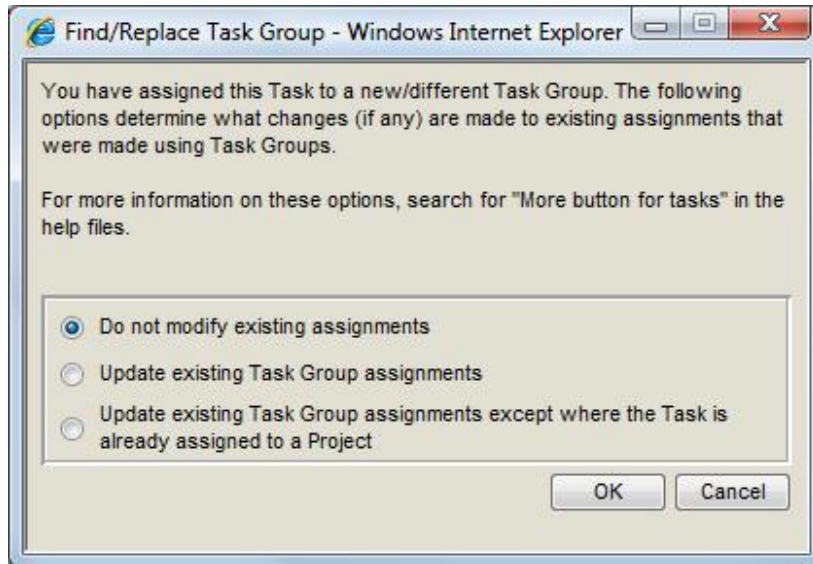 Find/Replace Task Group - Windows Internet Explorer
You have assigned this Task to a new/different Task Group. The following
options determine what changes (if any) are made to existing assignments that
were made using Task Groups.
For more information on these options, search for "More button for tasks" in the
help files.
Do not modify existing assignments
Update existing Task Group assignments
Update existing Task Group assignments except where the Task is
already assigned to a Project
OK Cancel